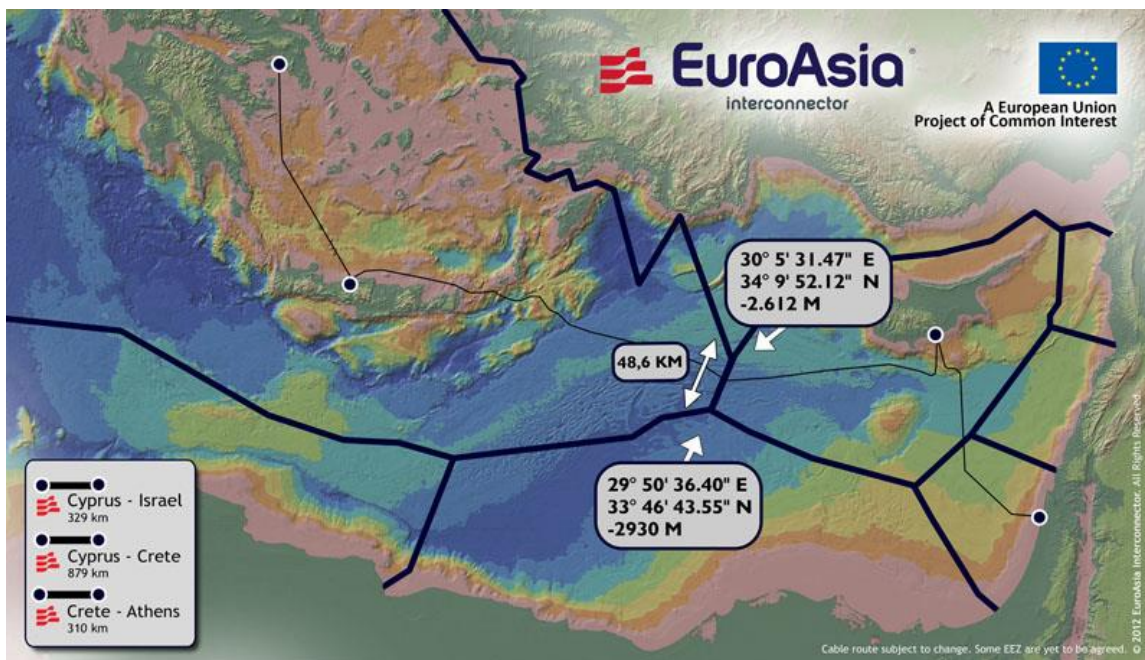 EuroAsia®
interconnector
A European Union
Project of Common Interest
30° 5' 31.47" E
34° 9' 52.12" N
-2.612 M
48,6 KM
29° 50' 36.40" E
33° 46' 43.55" N
-2930 M
Cyprus - Israel
329 km
Cyprus - Crete
879 km
Crete - Athens
310 km
Cable route subject to change. Some EEZ are yet to be agreed.
© 2012 EuroAsia Interconnector. All Rights Reserved.